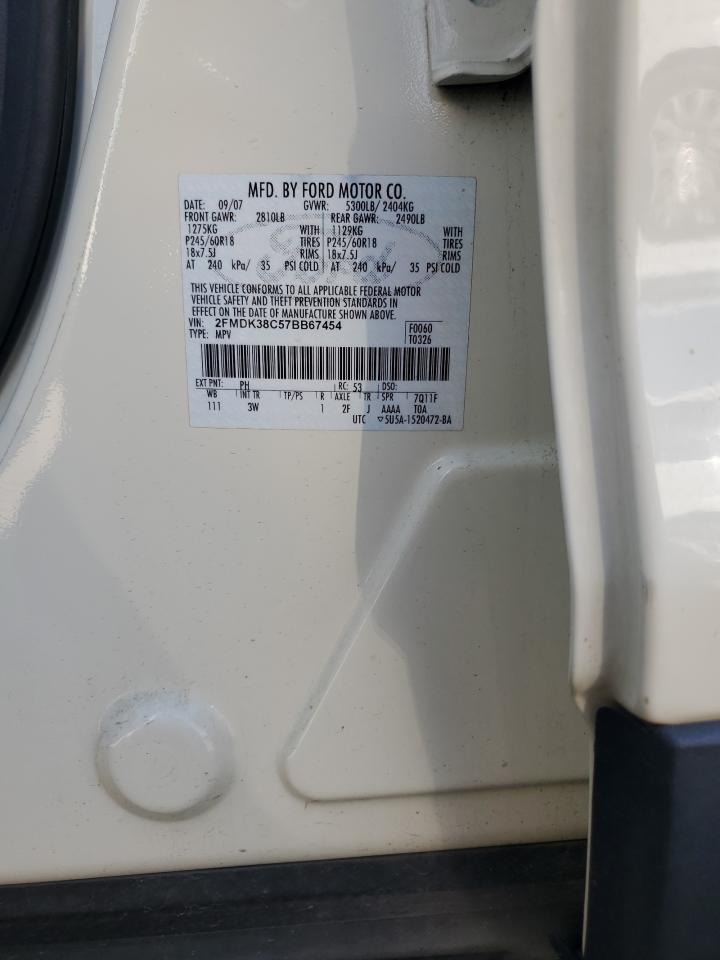 MFD. BY FORD MOTOR CO.
DATE: 09/07 GVWR: 5300LB/ 2404KG
FRONT GAWR: 2810LB REAR GAWR: 2490LB
1275KG WITH 1129KG WITH
P245/60R18 TIRES P245/60R18 TIRES
18x7.5J RIMS 18x7.5J RIMS
AT 240 kPa/ 35 PSI COLD AT 240 kPa/ 35 PSI COLD
THIS VEHICLE CONFORMS TO ALL APPLICABLE FEDERAL MOTOR
VEHICLE SAFETY AND THEFT PREVENTION STANDARDS IN
EFFECT ON THE DATE OF MANUFACTURE SHOWN ABOVE.
VIN: 2FMDK38C57BB67454 F0060
TYPE: MPV T0326
EXT PNT: PH RC: 53 DSO:
WB INT TR TP/PS R AXLE TR SPR 7Q11F
111 3W 1 2F J AAAA T0A
UTC ▽5U5A-1520472-BA
Ford